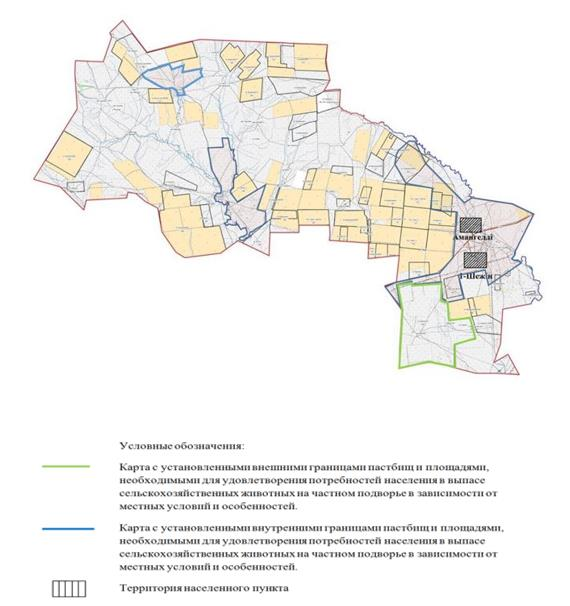 Амангелді
1-Шежін
Условные обозначения:
Карта с установленными внешними границами пастбищ и площадями,
необходимыми для удовлетворения потребностей населения в выпасе
сельскохозяйственных животных на частном подворье в зависимости от
местных условий и особенностей.
Карта с установленными внутренними границами пастбищ и площадями,
необходимыми для удовлетворения потребностей населения в выпасе
сельскохозяйственных животных на частном подворье в зависимости от
местных условий и особенностей.
Территория населенного пункта